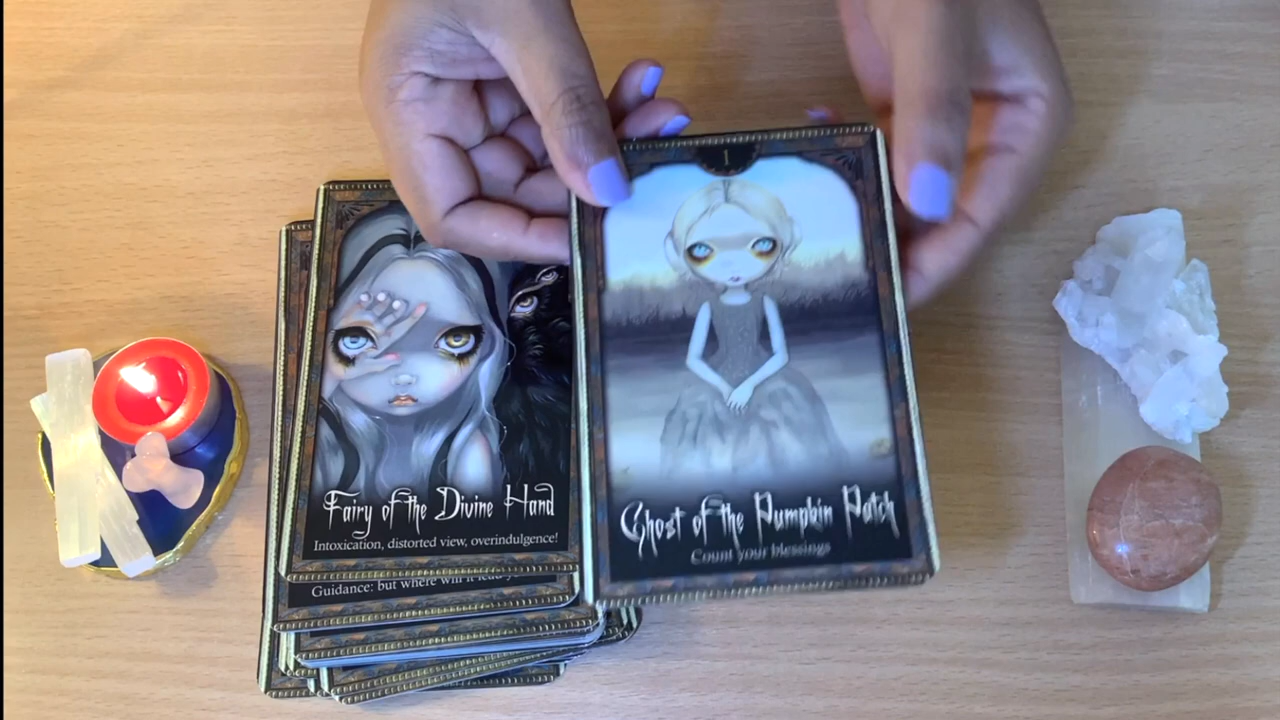 Fairy of the Divine Hand
Intoxication, distorted view, overindulgence!
Guidance: but where will it lead
1
Ghost of the Pumpkin Patch
Count your blessings